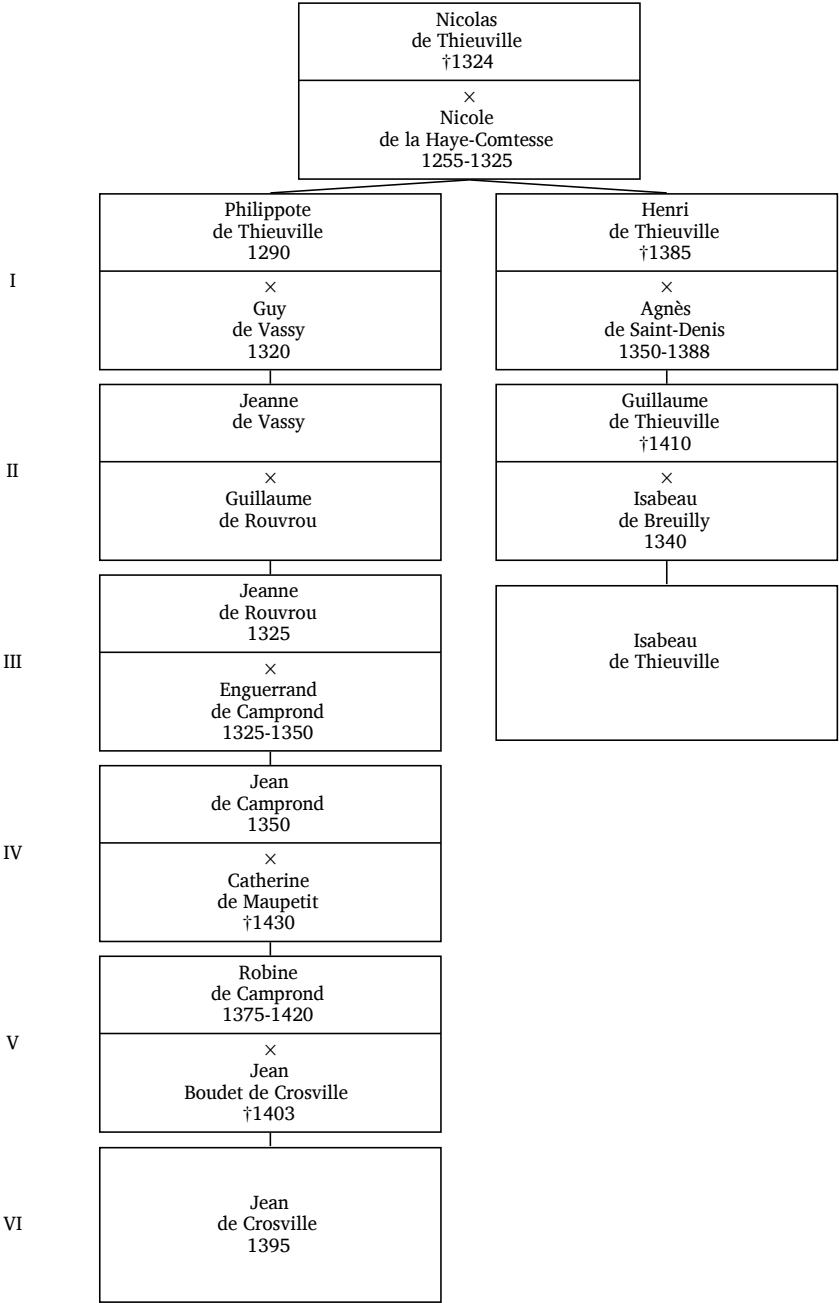 Nicolas
de Thieuville
†1324
×
Nicole
de la Haye-Comtesse
1255-1325
I
Philippote
de Thieuville
1290
×
Guy
de Vassy
1320
Henri
de Thieuville
†1385
×
Agnès
de Saint-Denis
1350-1388
II
Jeanne
de Vassy
×
Guillaume
de Rouvrou
Guillaume
de Thieuville
†1410
×
Isabeau
de Breuilly
1340
III
Jeanne
de Rouvrou
1325
×
Enguerrand
de Camprond
1325-1350
Isabeau
de Thieuville
IV
Jean
de Camprond
1350
×
Catherine
de Maupetit
†1430
V
Robine
de Camprond
1375-1420
×
Jean
Boudet de Crosville
†1403
VI
Jean
de Crosville
1395